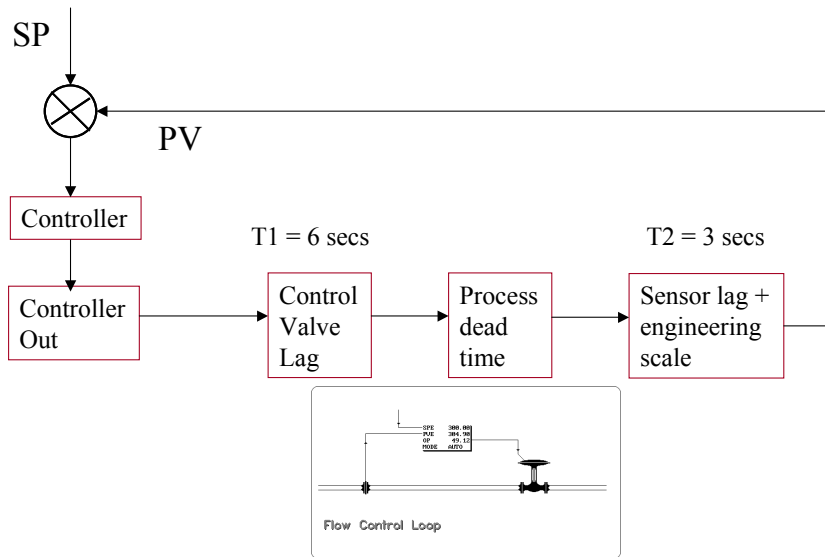 SP
PV
Controller
T1 = 6 secs
T2 = 3 secs
Controller
Out
Control
Valve
Lag
Process
dead
time
Sensor lag +
engineering
scale
SPE 300.00
PVE 304.90
OP 49.12
MODE AUTO
Flow Control Loop